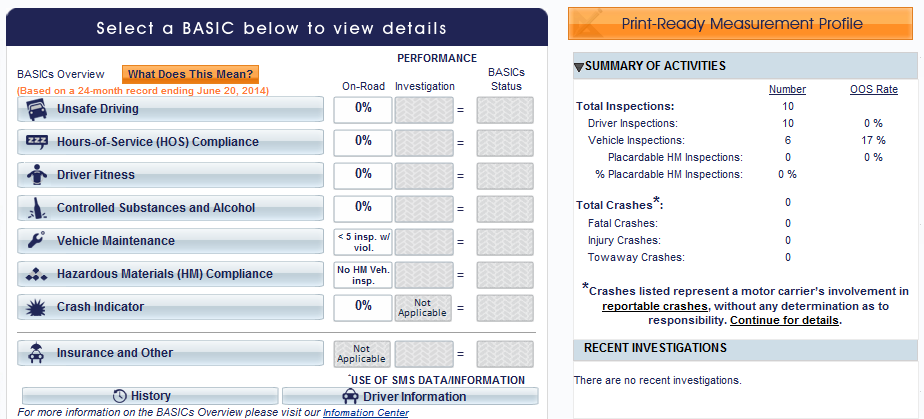 Select a BASIC below to view details
PERFORMANCE
BASICs Overview What Does This Mean? On-Road Investigation BASICs Status
(Based on a 24-month record ending June 20, 2014)
Unsafe Driving 0% =
Hours-of-Service (HOS) Compliance 0% =
Driver Fitness 0% =
Controlled Substances and Alcohol 0% =
Vehicle Maintenance < 5 insp. w/ viol. =
Hazardous Materials (HM) Compliance No HM Veh. insp. =
Crash Indicator 0% Not Applicable =
Insurance and Other Not Applicable =
*USE OF SMS DATA/INFORMATION
History Driver Information
For more information on the BASICs Overview please visit our Infomation Center
Print-Ready Measurement Profile
SUMMARY OF ACTIVITIES
Number OOS Rate
Total Inspections: 10
Driver Inspections: 10 0 %
Vehicle Inspections: 6 17 %
Placardable HM Inspections: 0 0 %
% Placardable HM Inspections: 0 %
Total Crashes*: 0
Fatal Crashes: 0
Injury Crashes: 0
Towaway Crashes: 0
*Crashes listed represent a motor carrier's involvement in
reportable crashes, without any determination as to
responsibility. Continue for details.
RECENT INVESTIGATIONS
There are no recent investigations.